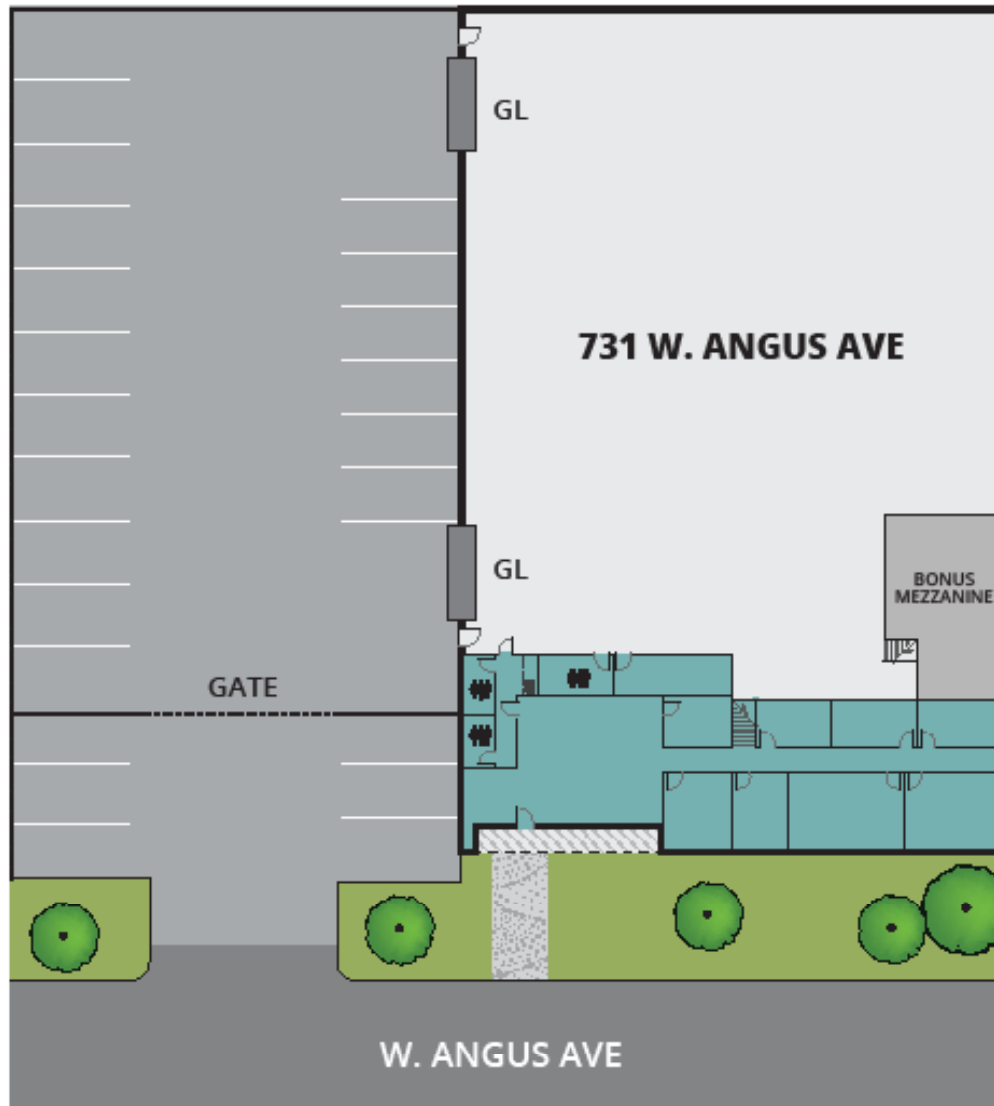 GL
731 W. ANGUS AVE
GL
BONUS
MEZZANINE
GATE
W. ANGUS AVE